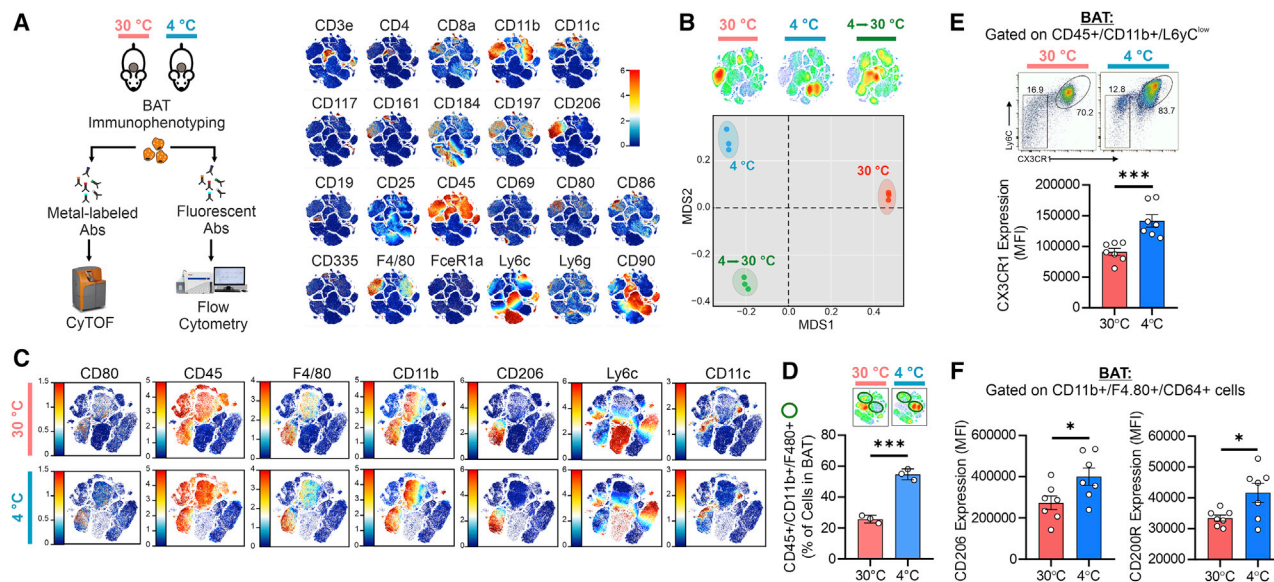 A
30 °C 4 °C
BAT
Immunophenotyping
Metal-labeled
Abs
Fluorescent
Abs
CyTOF
Flow
Cytometry
CD3e CD4 CD8a CD11b CD11c
6
4
2
0
CD117 CD161 CD184 CD197 CD206
CD19 CD25 CD45 CD69 CD80 CD86
CD335 F4/80 FceR1a Ly6c Ly6g CD90
B
30 °C 4 °C 4—30 °C
4 °C
30 °C
4—30 °C
0.2
0.0
−0.2
−0.4
MDS2
−0.2 0.0 0.2 0.4
MDS1
E
BAT:
Gated on CD45+/CD11b+/L6yClow
30 °C 4 °C
16.9
70.2
12.8
83.7
Ly6C
CX3CR1
CX3CR1 Expression
(MFI)
200000
150000
100000
50000
0
***
30°C 4°C
C
CD80 CD45 F4/80 CD11b CD206 Ly6c CD11c
30 °C
4 °C
D
30 °C 4 °C
CD45+/CD11b+/F480+
(% of Cells in BAT)
80
60
40
20
0
***
30°C 4°C
F
BAT:
Gated on CD11b+/F4.80+/CD64+ cells
CD206 Expression (MFI)
600000
400000
200000
0
*
30°C 4°C
CD200R Expression (MFI)
60000
50000
40000
30000
20000
*
30°C 4°C